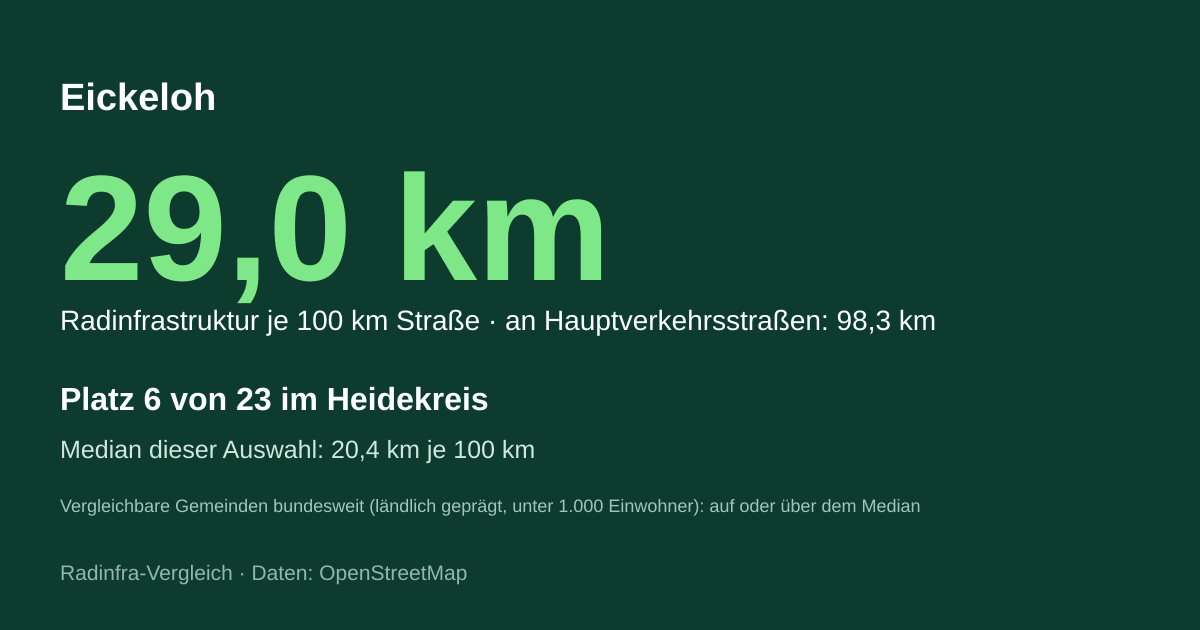 Eickeloh
29,0 km
Radinfrastruktur je 100 km Straße · an Hauptverkehrsstraßen: 98,3 km
Platz 6 von 23 im Heidekreis
Median dieser Auswahl: 20,4 km je 100 km
Vergleichbare Gemeinden bundesweit (ländlich geprägt, unter 1.000 Einwohner): auf oder über dem Median
Radinfra-Vergleich · Daten: OpenStreetMap